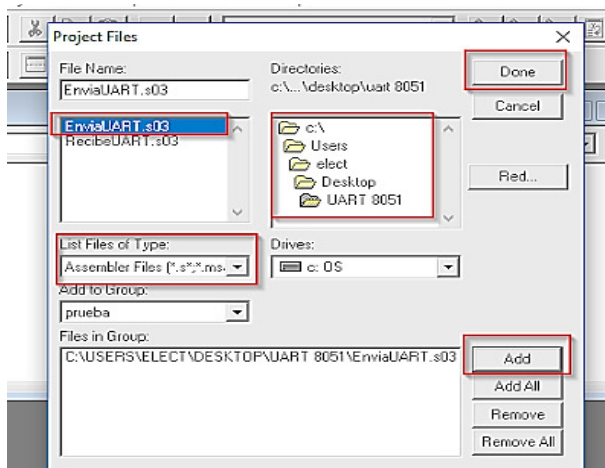 Project Files
File Name:
EnviaUART.s03
EnviaUART.s03
RecibeUART.s03
Directories:
c:\...\desktop\uart 8051
c:\
Users
elect
Desktop
UART 8051
Done
Cancel
Red...
List Files of Type:
Assembler Files (*.s*;*.ms.
Drives:
c: OS
Add to Group:
prueba
Files in Group:
C:\USERS\ELECT\DESKTOP\UART 8051\EnviaUART.s03
Add
Add All
Remove
Remove All